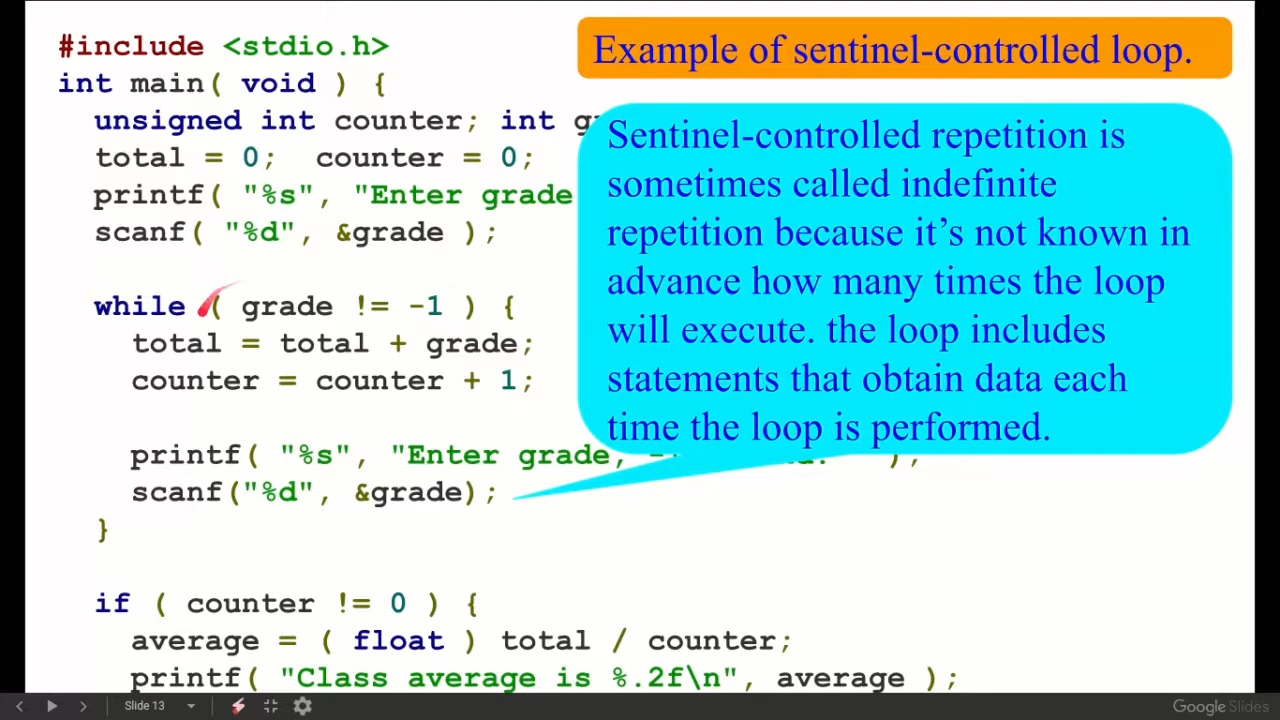 #include <stdio.h>
Example of sentinel-controlled loop.
int main( void ) {
unsigned int counter; int
total = 0; counter = 0;
printf( "%s", "Enter grade
scanf( "%d", &grade );
Sentinel-controlled repetition is
sometimes called indefinite
repetition because it’s not known in
advance how many times the loop
will execute. the loop includes
statements that obtain data each
time the loop is performed.
while ( grade != -1 ) {
total = total + grade;
counter = counter + 1;
printf( "%s", "Enter grade, " );
scanf("%d", &grade);
}
if ( counter != 0 ) {
average = ( float ) total / counter;
printf( "Class average is %.2f\n", average );
Slide 13
Google Slides